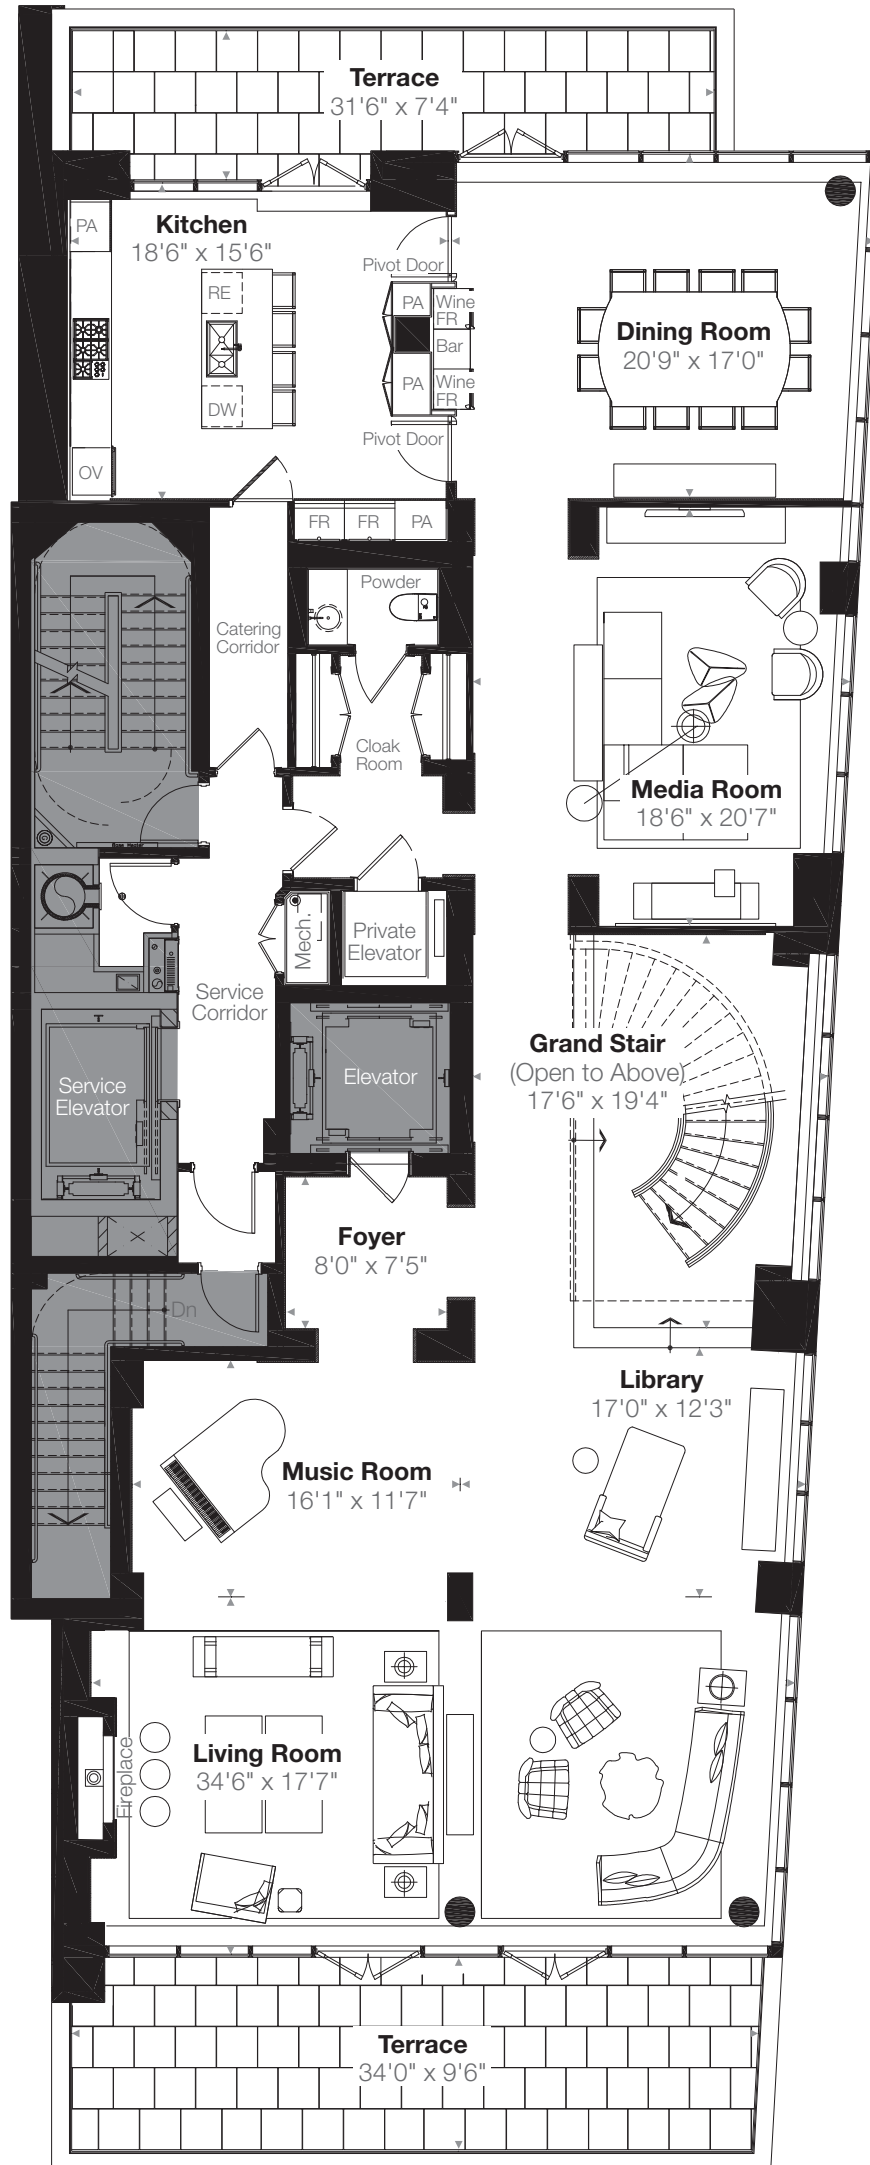 Terrace
31'6" x 7'4"
Kitchen
18'6" x 15'6"
PA
RE
DW
OV
Pivot Door
PA
Wine
FR
Bar
PA
Wine
FR
Pivot Door
Dining Room
20'9" x 17'0"
FR
FR
PA
Powder
Catering
Corridor
Cloak
Room
Media Room
18'6" x 20'7"
Mech.
Private
Elevator
Service
Corridor
Service
Elevator
Elevator
Grand Stair
(Open to Above)
17'6" x 19'4"
Foyer
8'0" x 7'5"
Dn
Library
17'0" x 12'3"
Music Room
16'1" x 11'7"
Fireplace
Living Room
34'6" x 17'7"
Terrace
34'0" x 9'6"